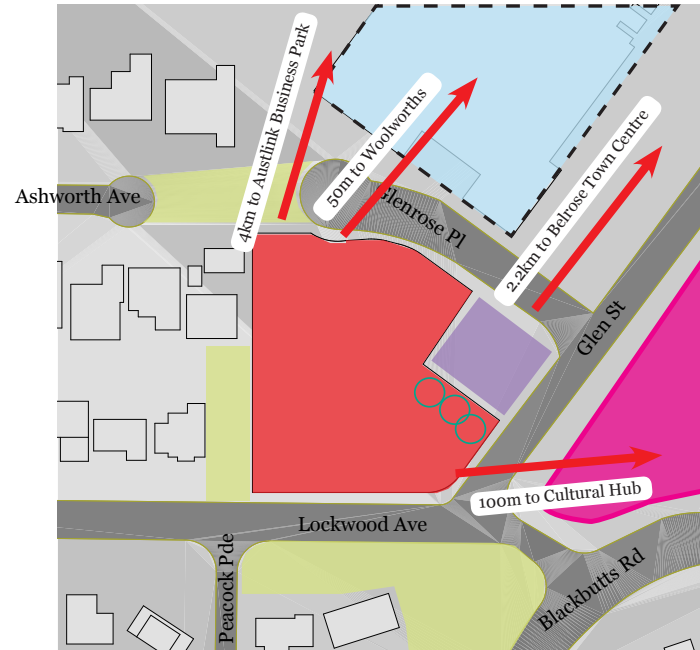 4km to Austlink Business Park
50m to Woolworths
2.2km to Belrose Town Centre
Ashworth Ave
Glenrose Pl
Glen St
100m to Cultural Hub
Lockwood Ave
Peacock Pde
Blackbutts Rd